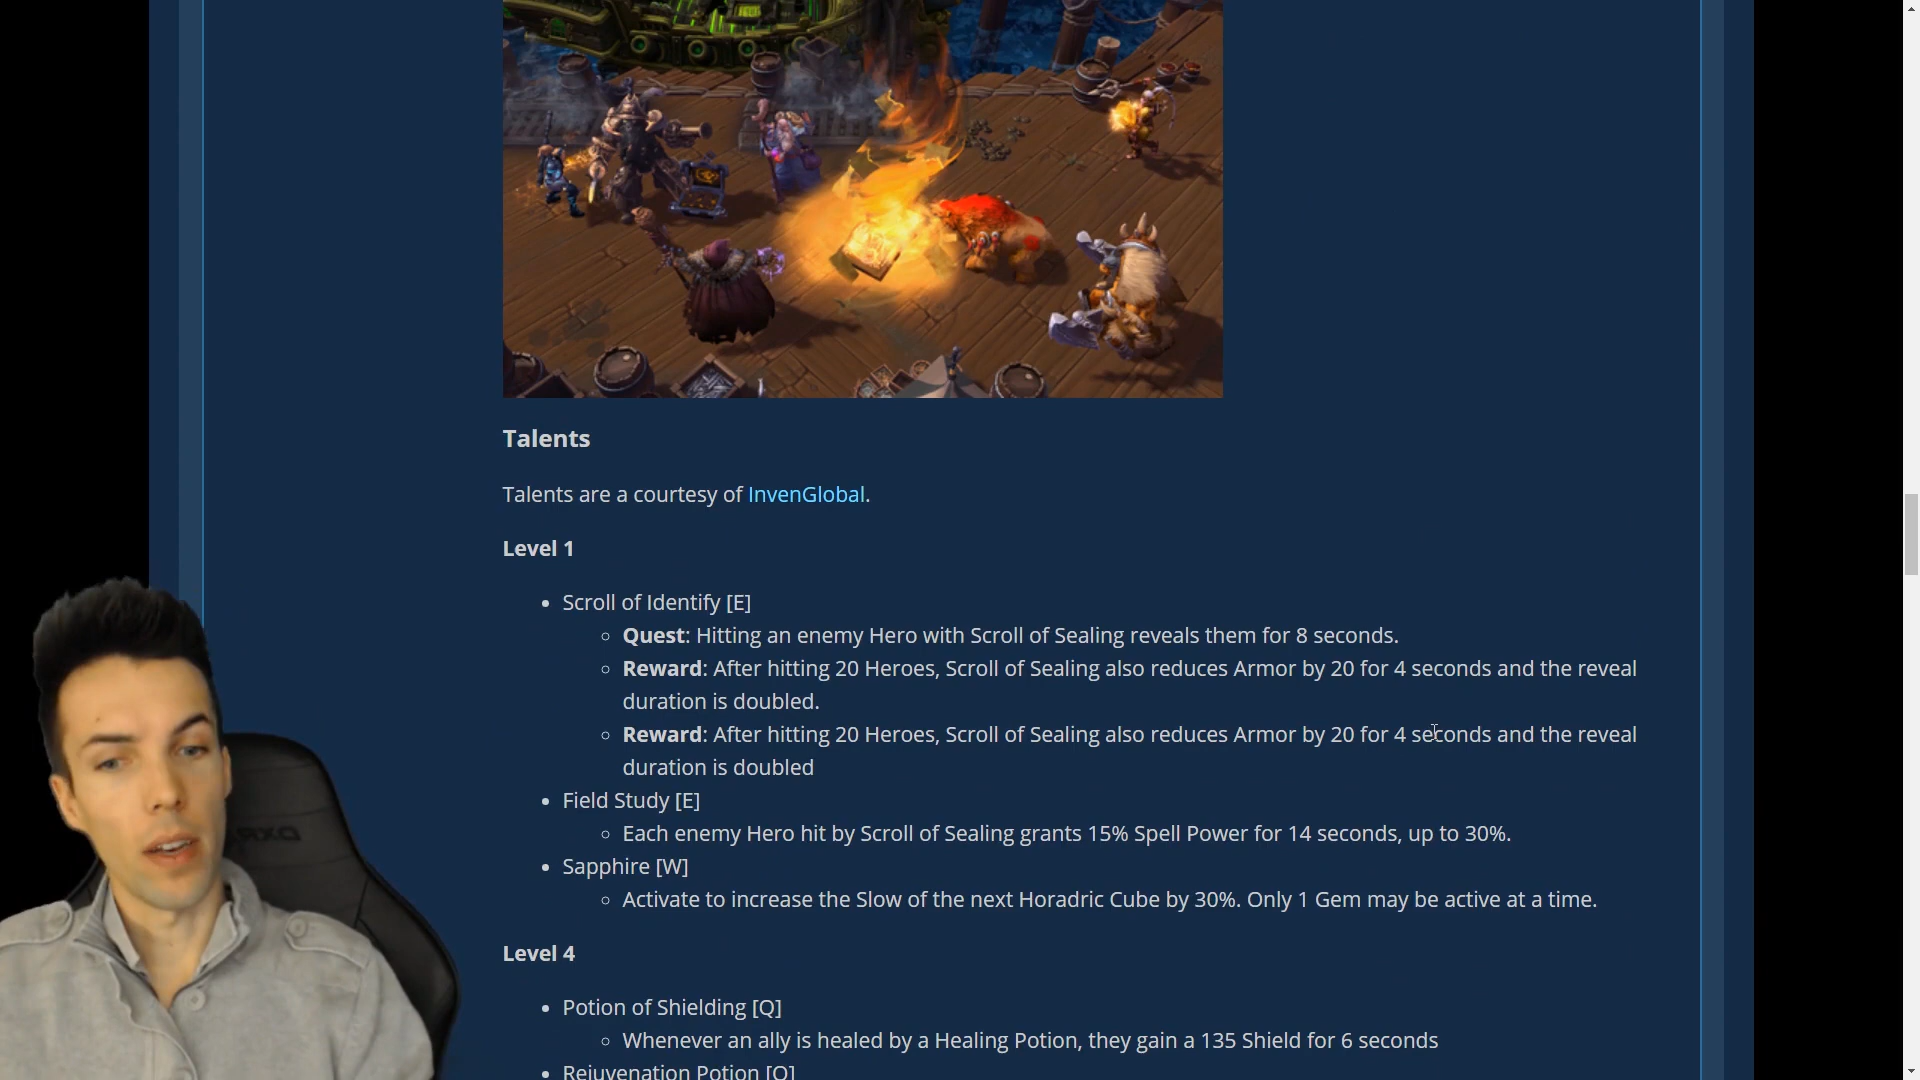 Talents
Talents are a courtesy of InvenGlobal.
Level 1
• Scroll of Identify [E]
◦ Quest: Hitting an enemy Hero with Scroll of Sealing reveals them for 8 seconds.
◦ Reward: After hitting 20 Heroes, Scroll of Sealing also reduces Armor by 20 for 4 seconds and the reveal
duration is doubled.
◦ Reward: After hitting 20 Heroes, Scroll of Sealing also reduces Armor by 20 for 4 seconds and the reveal
duration is doubled
• Field Study [E]
◦ Each enemy Hero hit by Scroll of Sealing grants 15% Spell Power for 14 seconds, up to 30%.
• Sapphire [W]
◦ Activate to increase the Slow of the next Horadric Cube by 30%. Only 1 Gem may be active at a time.
Level 4
• Potion of Shielding [Q]
◦ Whenever an ally is healed by a Healing Potion, they gain a 135 Shield for 6 seconds
• Rejuvenation Potion [Q]